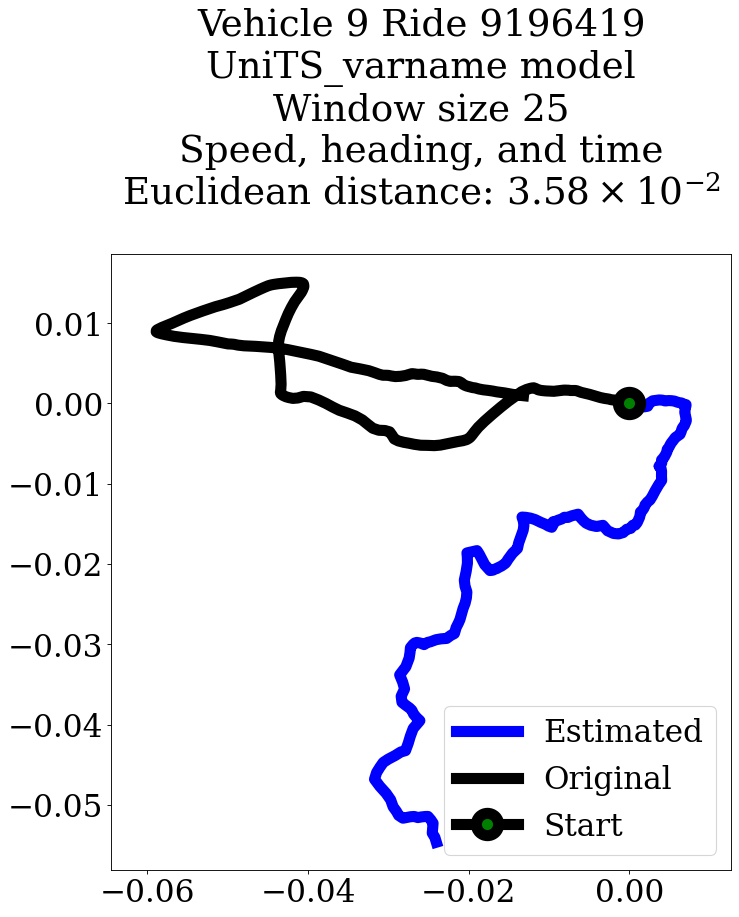 Vehicle 9 Ride 9196419
UniTS_varname model
Window size 25
Speed, heading, and time
Euclidean distance: 3.58 × 10⁻²
0.01
0.00
−0.01
−0.02
−0.03
−0.04
−0.05
Estimated
Original
Start
−0.06
−0.04
−0.02
0.00